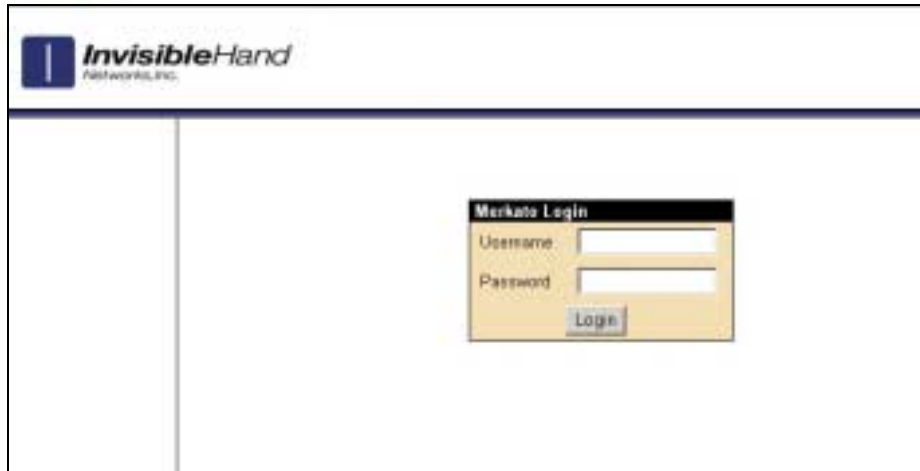 InvisibleHand
Networks, Inc.
Merkato Login
Username
Password
Login